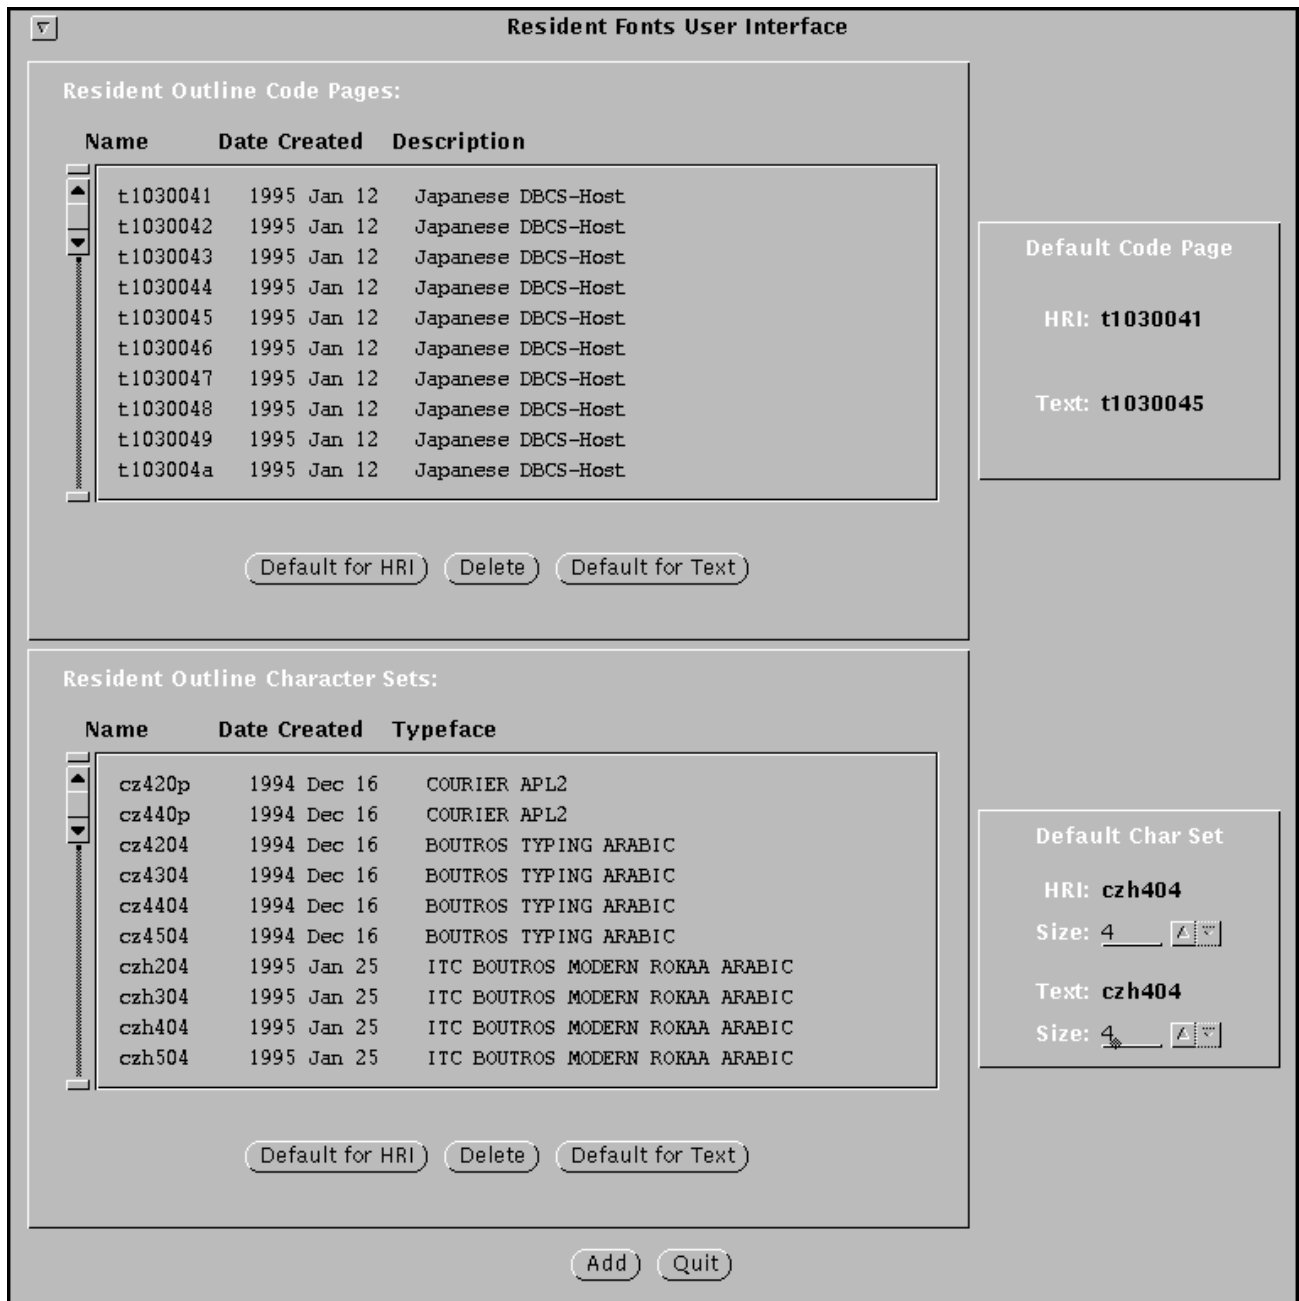 Resident Fonts User Interface
Resident Outline Code Pages:
Name Date Created Description
t1030041 1995 Jan 12 Japanese DBCS-Host
t1030042 1995 Jan 12 Japanese DBCS-Host
t1030043 1995 Jan 12 Japanese DBCS-Host
t1030044 1995 Jan 12 Japanese DBCS-Host
t1030045 1995 Jan 12 Japanese DBCS-Host
t1030046 1995 Jan 12 Japanese DBCS-Host
t1030047 1995 Jan 12 Japanese DBCS-Host
t1030048 1995 Jan 12 Japanese DBCS-Host
t1030049 1995 Jan 12 Japanese DBCS-Host
t103004a 1995 Jan 12 Japanese DBCS-Host
Default for HRI Delete Default for Text
Default Code Page
HRI: t1030041
Text: t1030045
Resident Outline Character Sets:
Name Date Created Typeface
cz420p 1994 Dec 16 COURIER APL2
cz440p 1994 Dec 16 COURIER APL2
cz4204 1994 Dec 16 BOUTROS TYPING ARABIC
cz4304 1994 Dec 16 BOUTROS TYPING ARABIC
cz4404 1994 Dec 16 BOUTROS TYPING ARABIC
cz4504 1994 Dec 16 BOUTROS TYPING ARABIC
czh204 1995 Jan 25 ITC BOUTROS MODERN ROKAA ARABIC
czh304 1995 Jan 25 ITC BOUTROS MODERN ROKAA ARABIC
czh404 1995 Jan 25 ITC BOUTROS MODERN ROKAA ARABIC
czh504 1995 Jan 25 ITC BOUTROS MODERN ROKAA ARABIC
Default for HRI Delete Default for Text
Default Char Set
HRI: czh404
Size: 4
Text: czh404
Size: 4
Add Quit